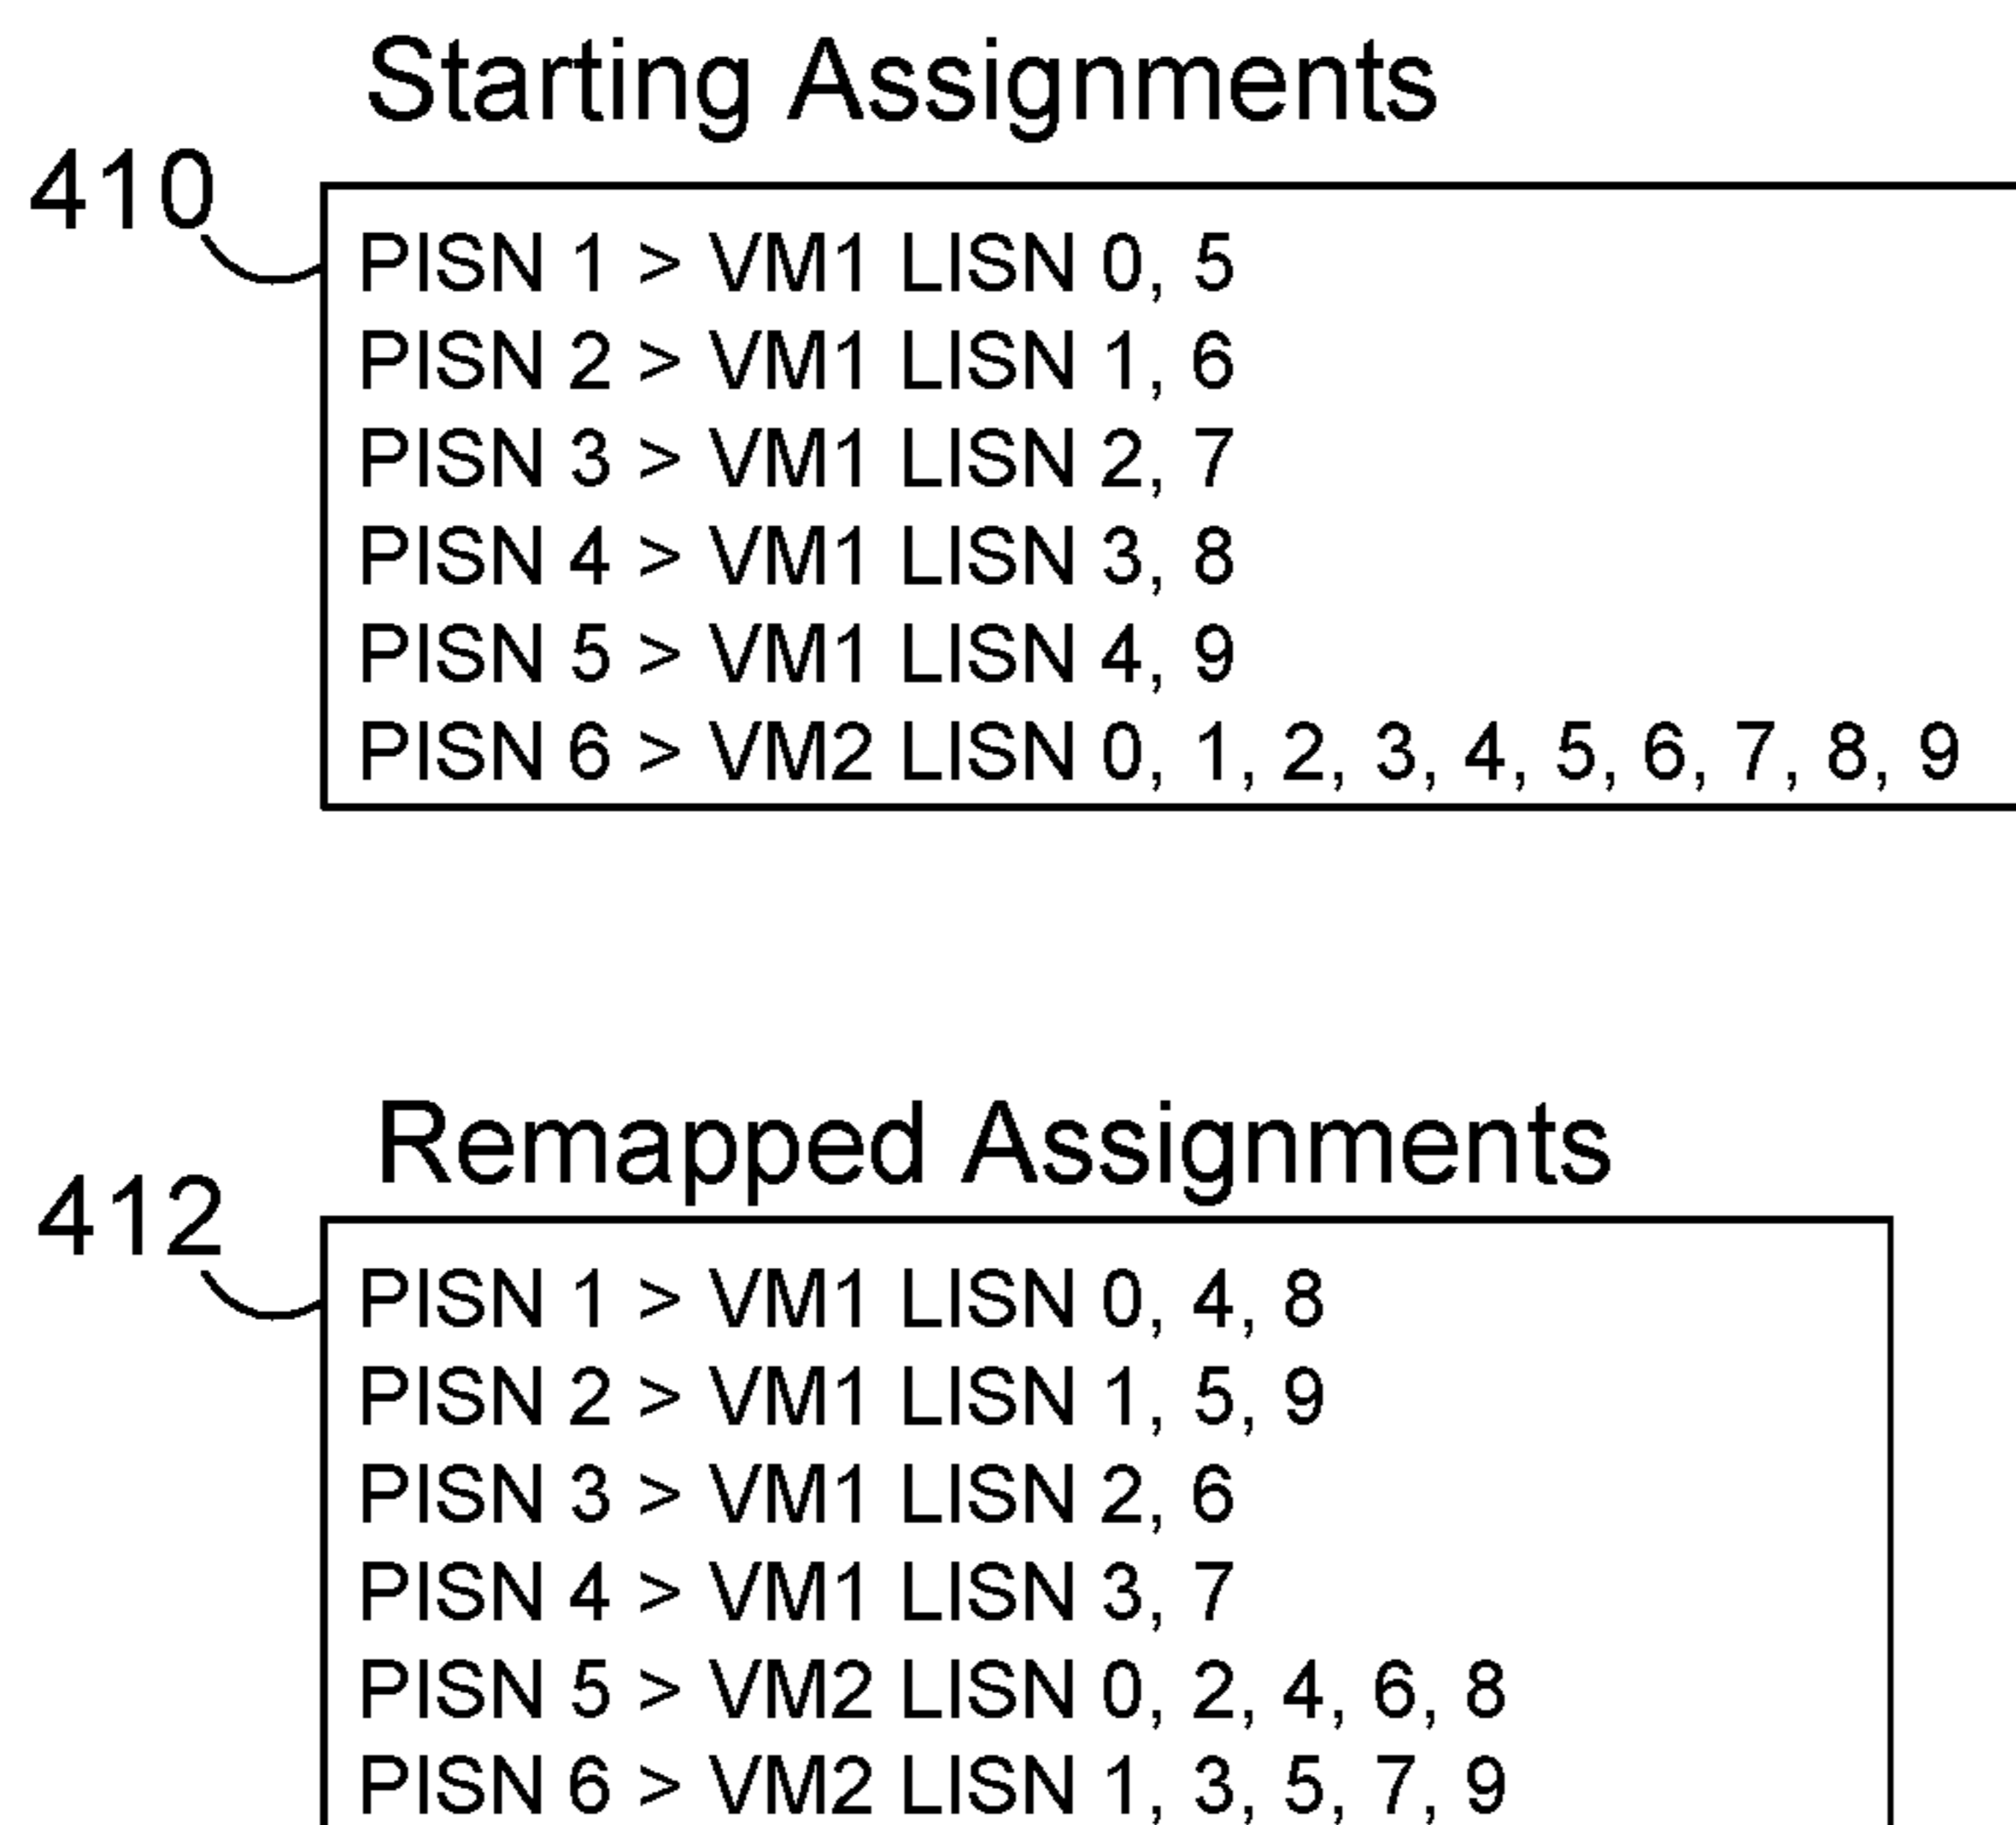 Starting Assignments
410
PISN 1 > VM1 LISN 0, 5
PISN 2 > VM1 LISN 1, 6
PISN 3 > VM1 LISN 2, 7
PISN 4 > VM1 LISN 3, 8
PISN 5 > VM1 LISN 4, 9
PISN 6 > VM2 LISN 0, 1, 2, 3, 4, 5, 6, 7, 8, 9
Remapped Assignments
412
PISN 1 > VM1 LISN 0, 4, 8
PISN 2 > VM1 LISN 1, 5, 9
PISN 3 > VM1 LISN 2, 6
PISN 4 > VM1 LISN 3, 7
PISN 5 > VM2 LISN 0, 2, 4, 6, 8
PISN 6 > VM2 LISN 1, 3, 5, 7, 9